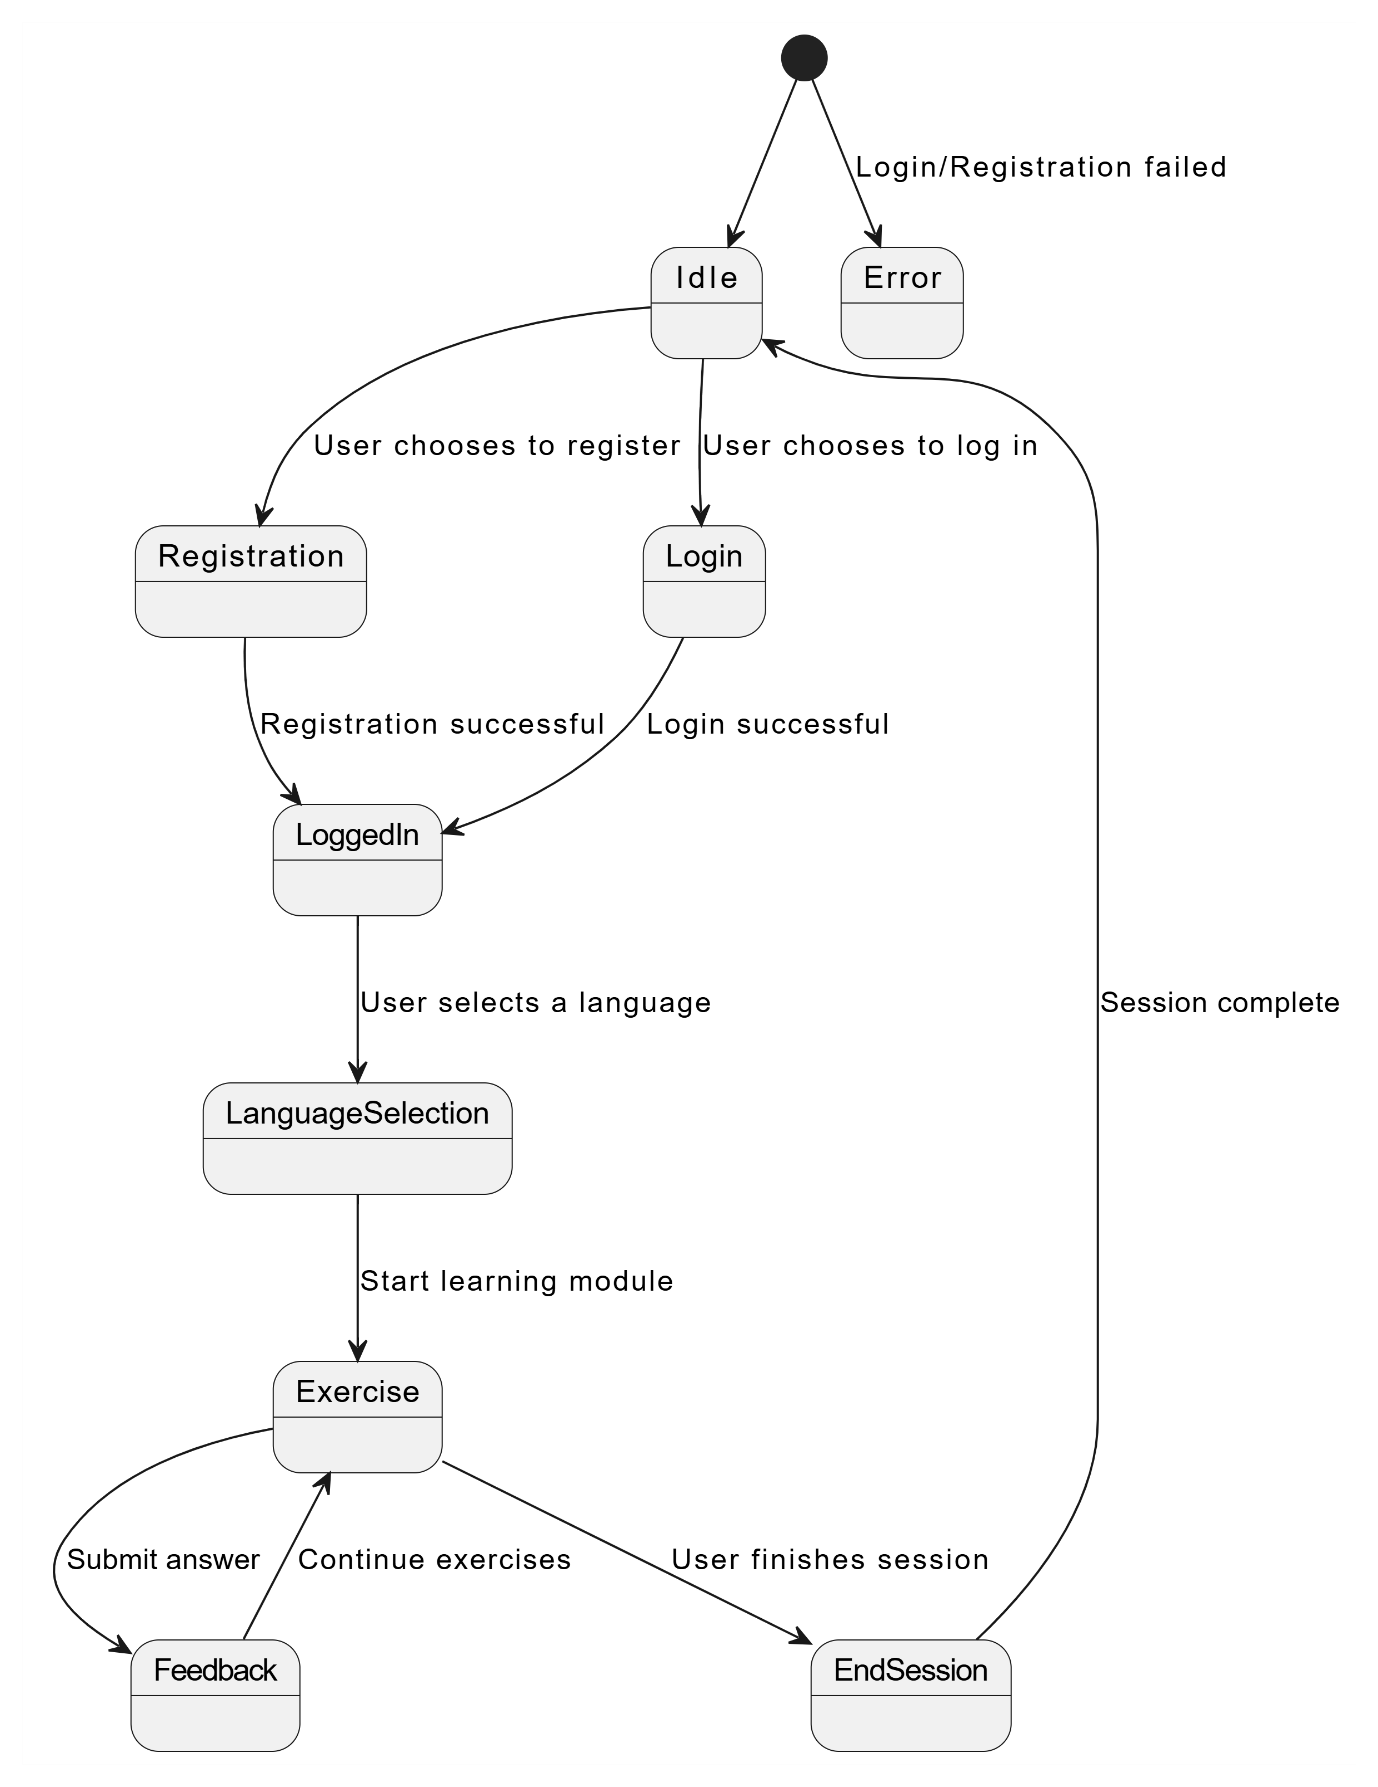 Login/Registration failed
Idle
Error
User chooses to register
User chooses to log in
Registration
Login
Registration successful
Login successful
LoggedIn
User selects a language
Session complete
LanguageSelection
Start learning module
Exercise
Submit answer
Continue exercises
User finishes session
Feedback
EndSession